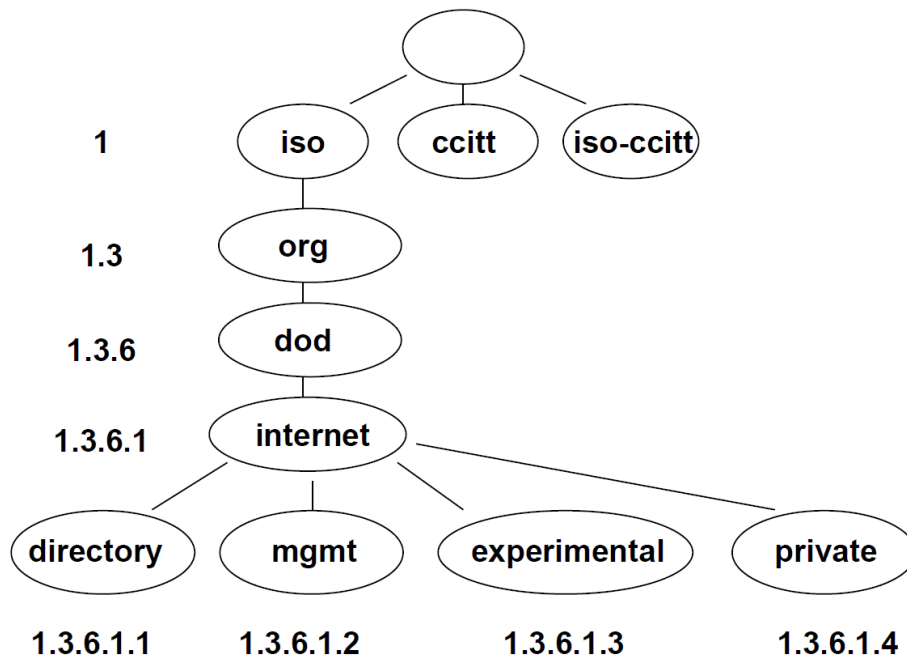 1 iso ccitt iso-ccitt
1.3 org
1.3.6 dod
1.3.6.1 internet
directory mgmt experimental private
1.3.6.1.1 1.3.6.1.2 1.3.6.1.3 1.3.6.1.4